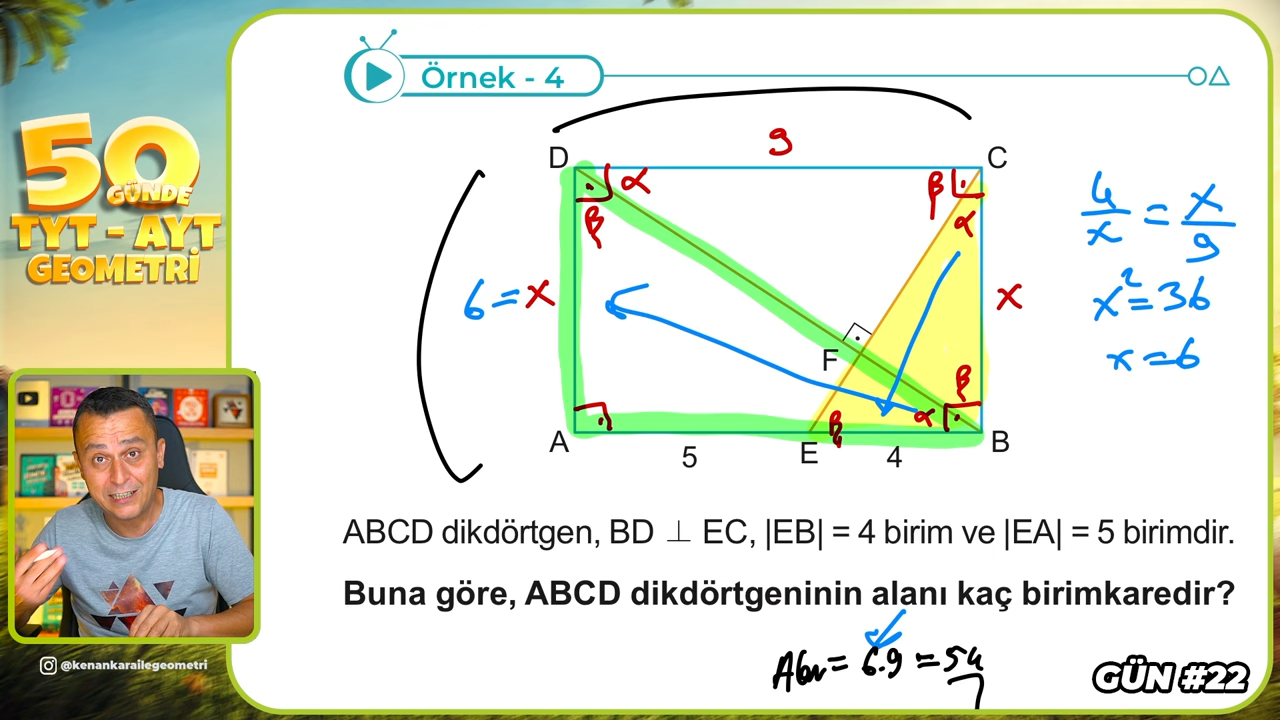 50
GÜNDE
TYT - AYT
GEOMETRİ
Örnek - 4
9
D
C
α
β
β
α
4/x = x/9
6 = x
x
x² = 36
x = 6
F
β
β
α
A
5
E
4
B
ABCD dikdörtgen, BD ⊥ EC, |EB| = 4 birim ve |EA| = 5 birimdir.
Buna göre, ABCD dikdörtgeninin alanı kaç birimkaredir?
= 6.9 = 54
@kenankarailegeometri
GÜN #22